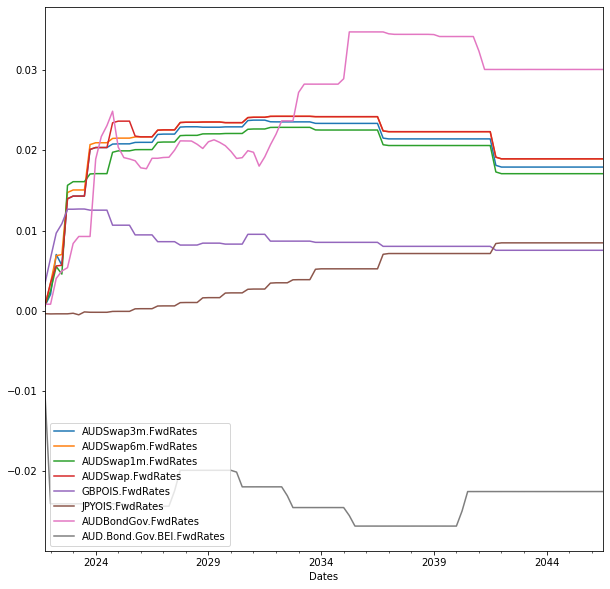 0.03
0.02
0.01
0.00
−0.01
−0.02
AUDSwap3m.FwdRates
AUDSwap6m.FwdRates
AUDSwap1m.FwdRates
AUDSwap.FwdRates
GBPOIS.FwdRates
JPYOIS.FwdRates
AUDBondGov.FwdRates
AUD.Bond.Gov.BEI.FwdRates
2024 2029 2034 2039 2044
Dates